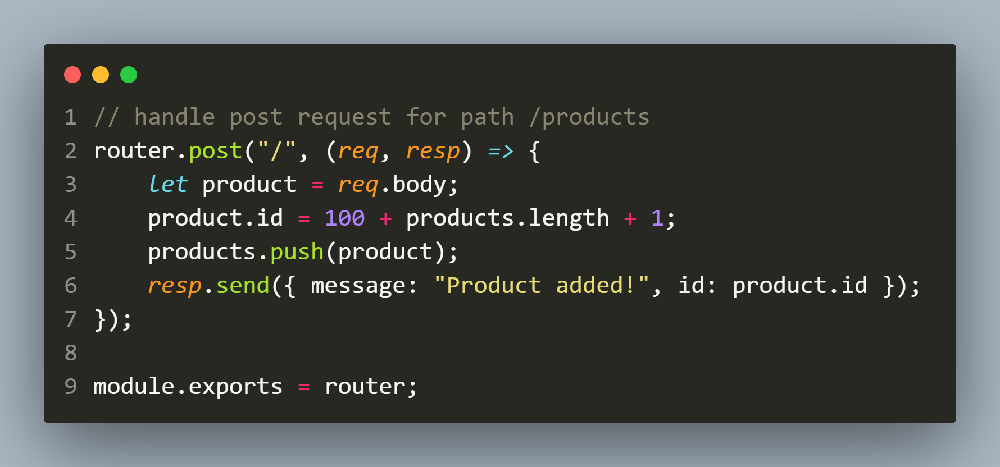 1 // handle post request for path /products
2 router.post("/", (req, resp) => {
3     let product = req.body;
4     product.id = 100 + products.length + 1;
5     products.push(product);
6     resp.send({ message: "Product added!", id: product.id });
7 });
8
9 module.exports = router;